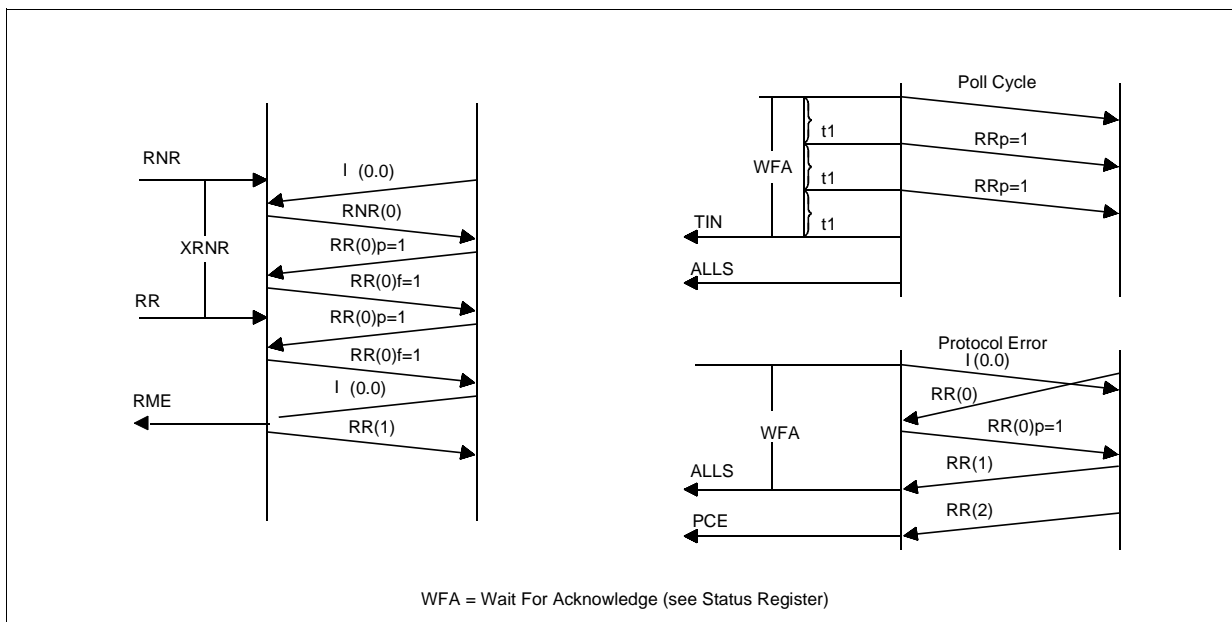 RNR
I (0.0)
RNR(0)
RR(0)p=1
XRNR
RR(0)f=1
RR
RR(0)p=1
RR(0)f=1
I (0.0)
RME
RR(1)
Poll Cycle
t1
RRp=1
WFA
t1
RRp=1
t1
TIN
ALLS
Protocol Error
I(0.0)
RR(0)
RR(0)p=1
WFA
RR(1)
ALLS
RR(2)
PCE
WFA = Wait For Acknowledge (see Status Register)